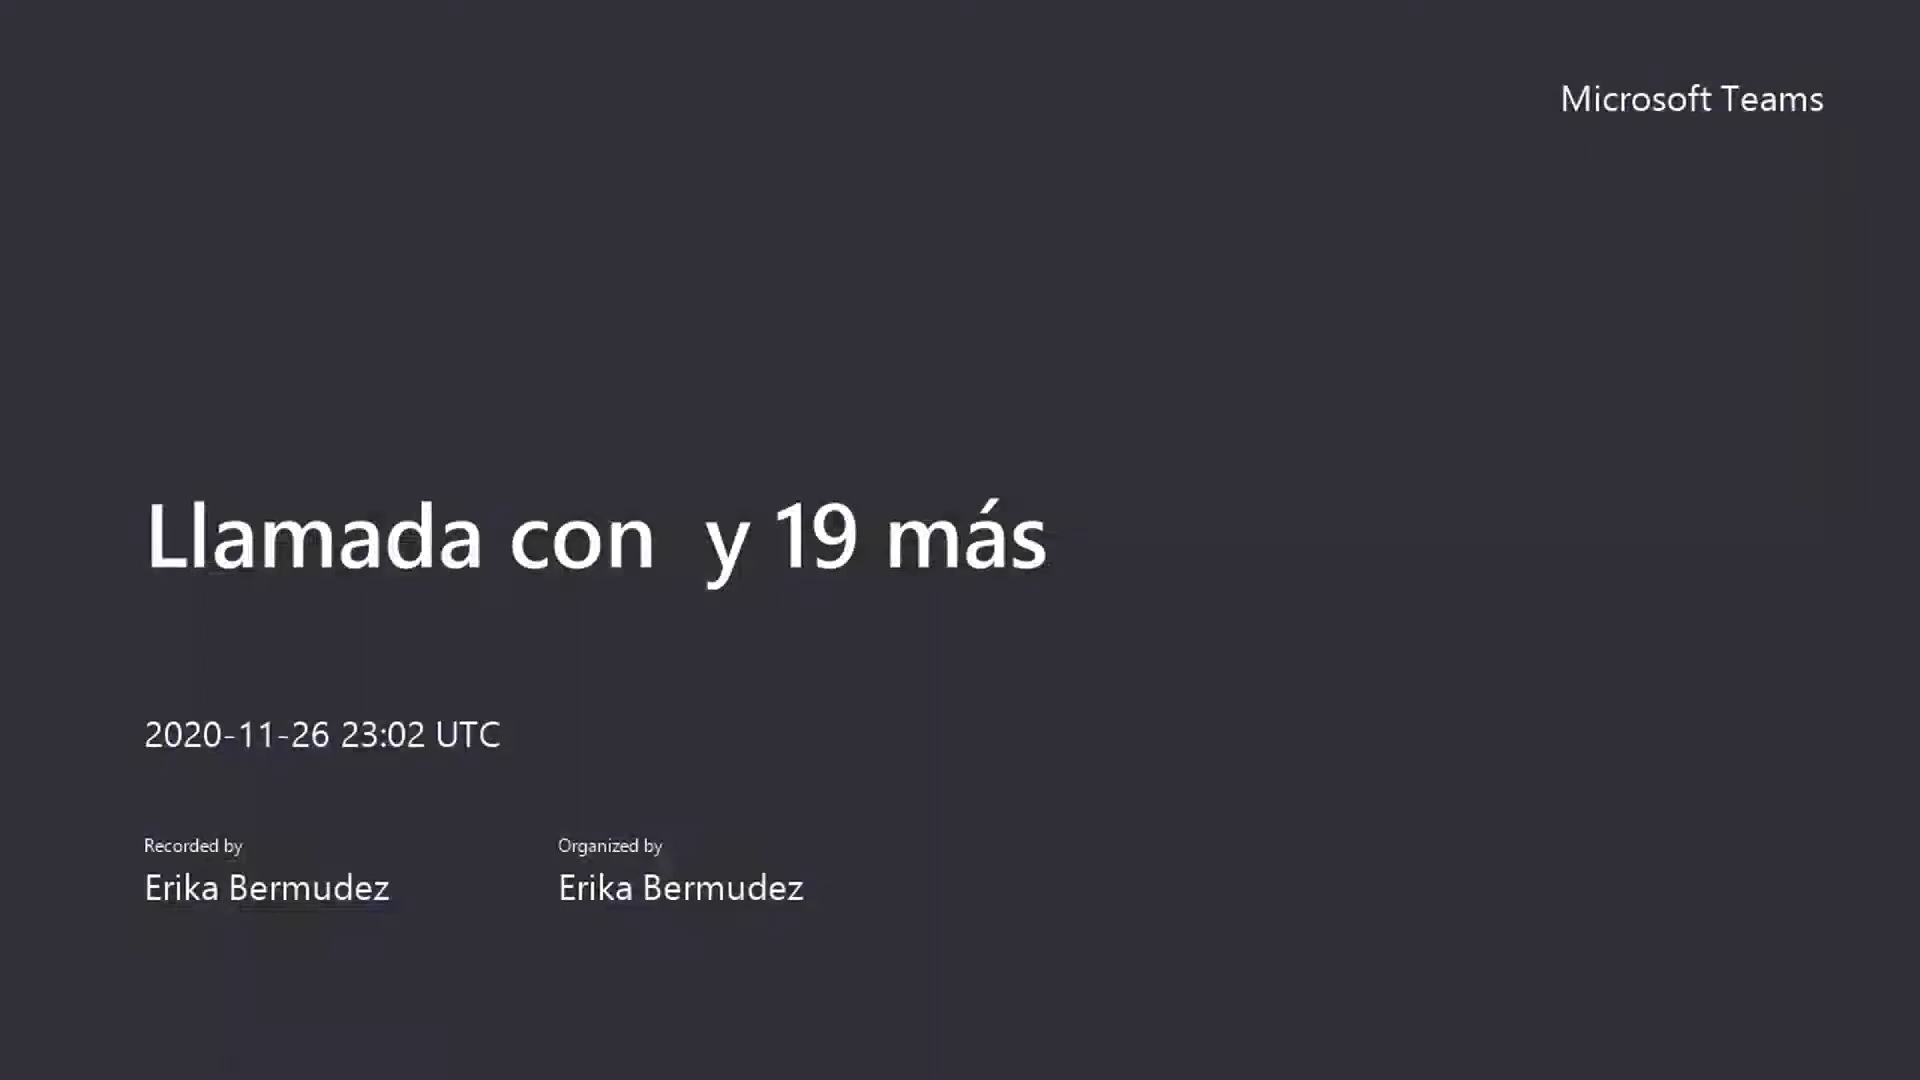 Microsoft Teams
Llamada con  y 19 más
2020-11-26 23:02 UTC
Recorded by
Erika Bermudez
Organized by
Erika Bermudez